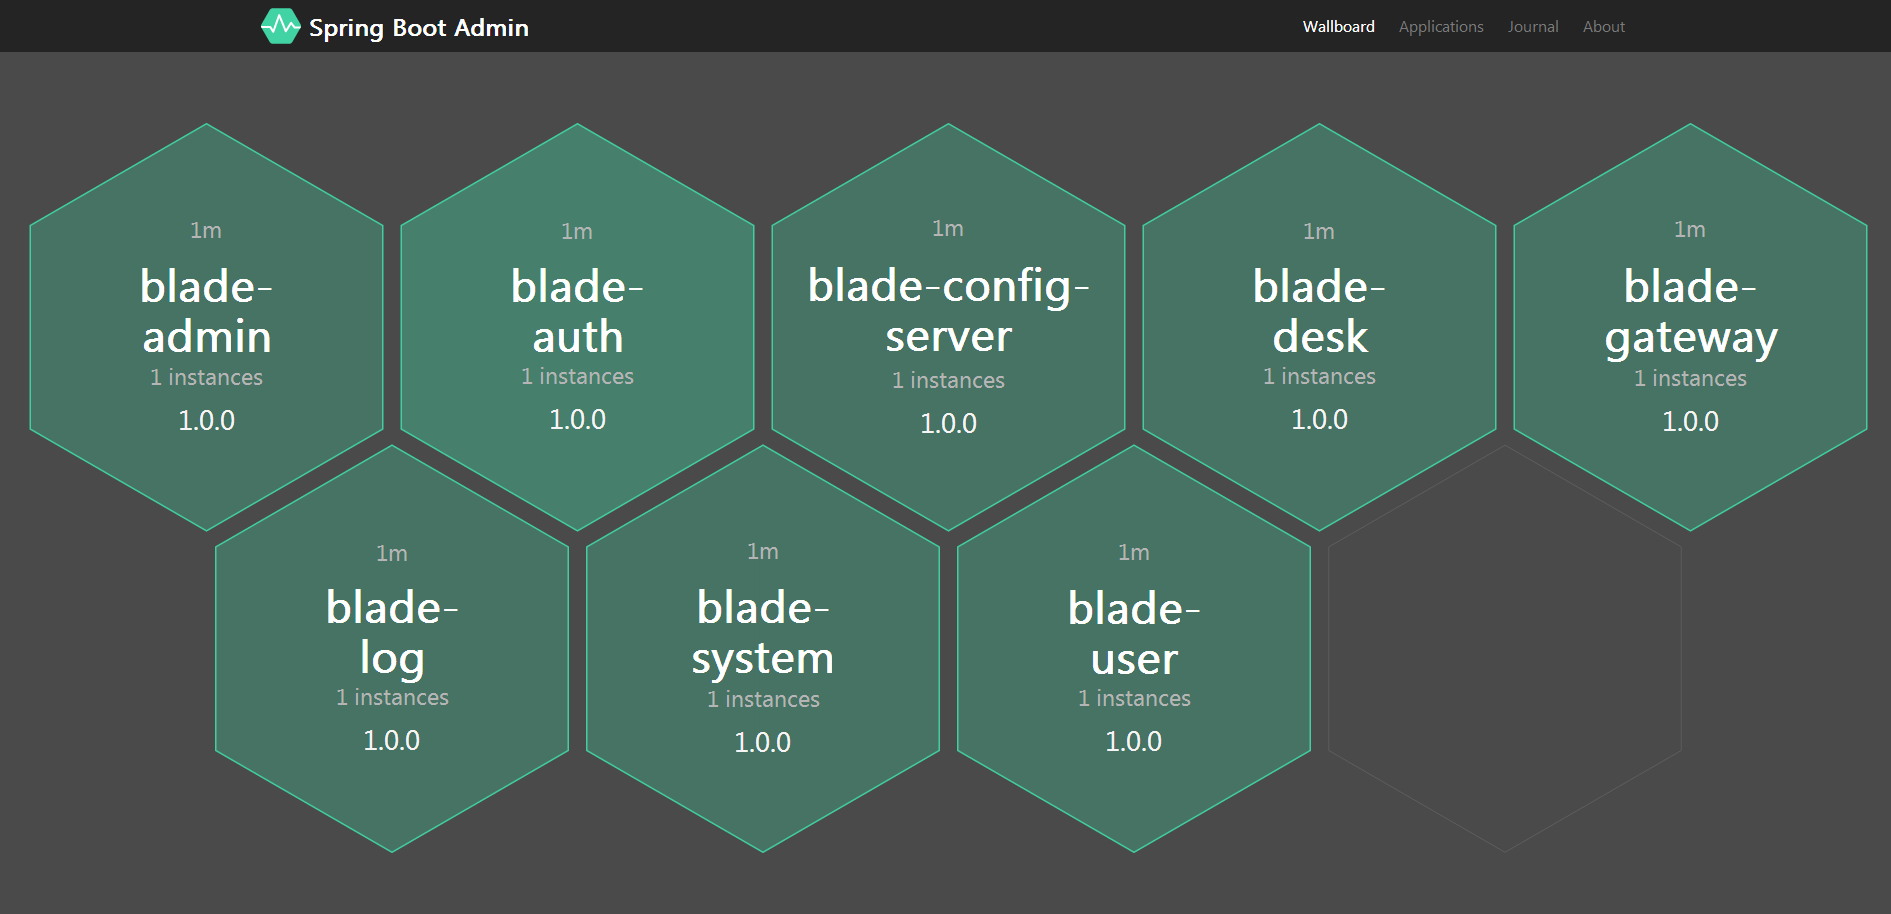 Spring Boot Admin
Wallboard Applications Journal About
1m
blade-
admin
1 instances
1.0.0
1m
blade-
auth
1 instances
1.0.0
1m
blade-config-
server
1 instances
1.0.0
1m
blade-
desk
1 instances
1.0.0
1m
blade-
gateway
1 instances
1.0.0
1m
blade-
log
1 instances
1.0.0
1m
blade-
system
1 instances
1.0.0
1m
blade-
user
1 instances
1.0.0